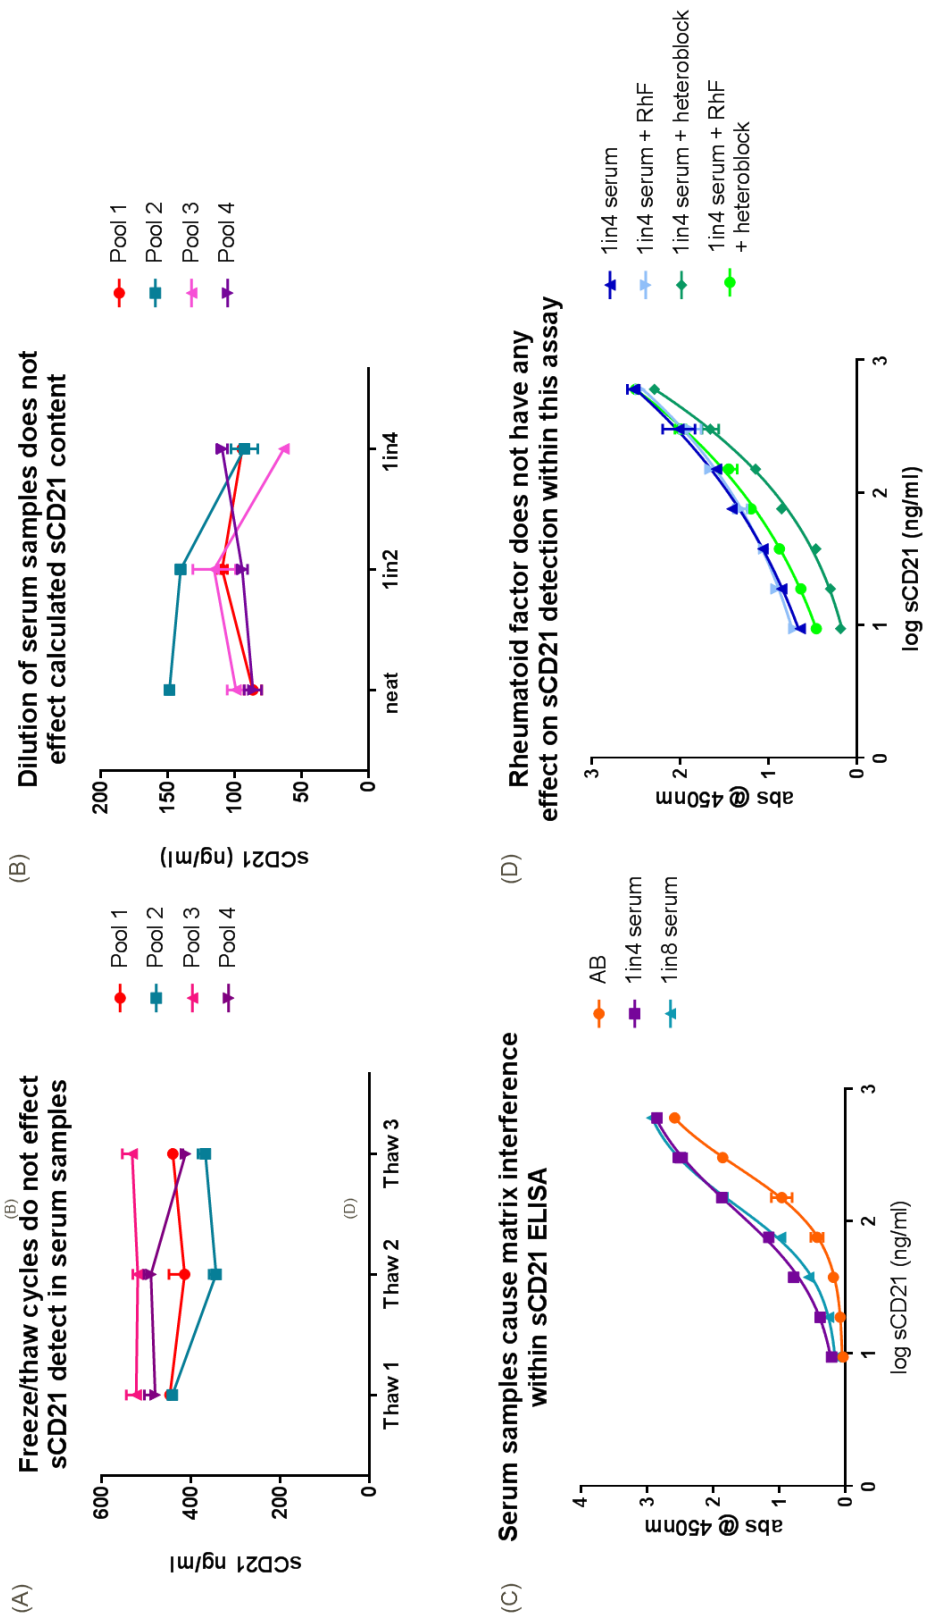 (A)
(B)
Freeze/thaw cycles do not effect
sCD21 detect in serum samples
600
400
200
0
sCD21 ng/ml
Thaw 1
Thaw 2
Thaw 3
Pool 1
Pool 2
Pool 3
Pool 4
(D)
(B)
Dilution of serum samples does not
effect calculated sCD21 content
200
150
100
50
0
sCD21 (ng/ml)
neat
1in2
1in4
Pool 1
Pool 2
Pool 3
Pool 4
(C)
Serum samples cause matrix interference
within sCD21 ELISA
4
3
2
1
0
abs @ 450nm
0
1
2
3
log sCD21 (ng/ml)
AB
1in4 serum
1in8 serum
(D)
Rheumatoid factor does not have any
effect on sCD21 detection within this assay
3
2
1
0
abs @ 450nm
0
1
2
3
log sCD21 (ng/ml)
1in4 serum
1in4 serum + RhF
1in4 serum + heteroblock
1in4 serum + RhF
+ heteroblock